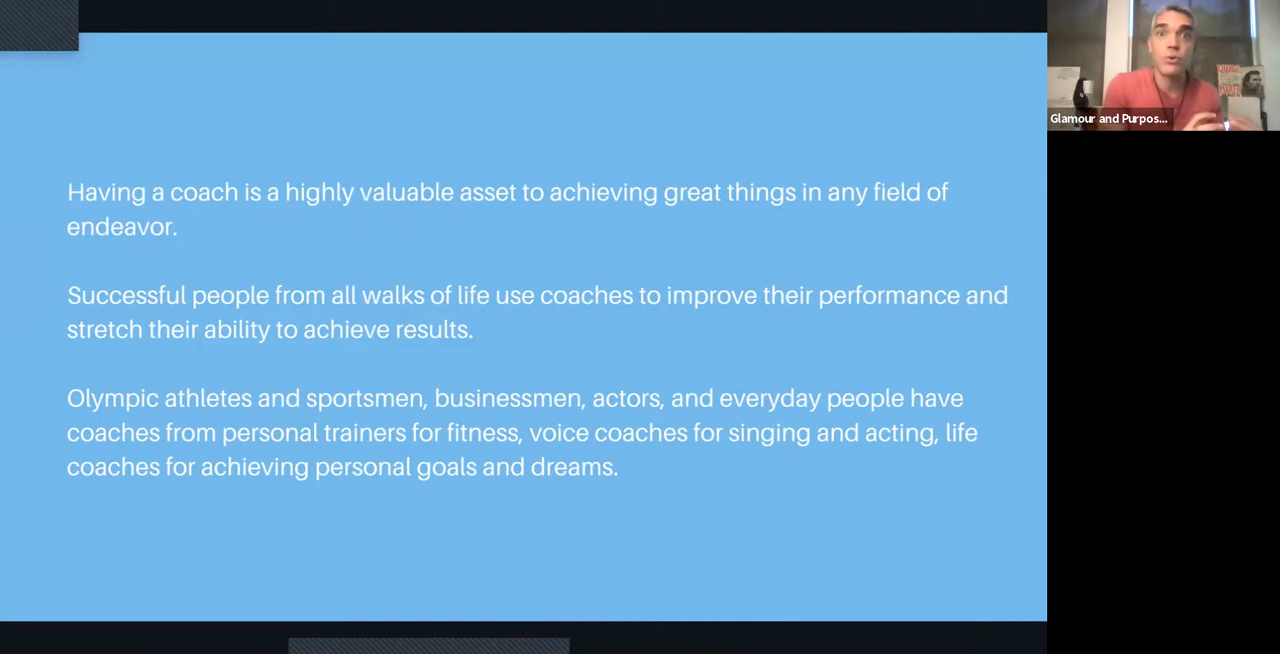 Having a coach is a highly valuable asset to achieving great things in any field of
endeavor.
Successful people from all walks of life use coaches to improve their performance and
stretch their ability to achieve results.
Olympic athletes and sportsmen, businessmen, actors, and everyday people have
coaches from personal trainers for fitness, voice coaches for singing and acting, life
coaches for achieving personal goals and dreams.
Glamour and Purpos...